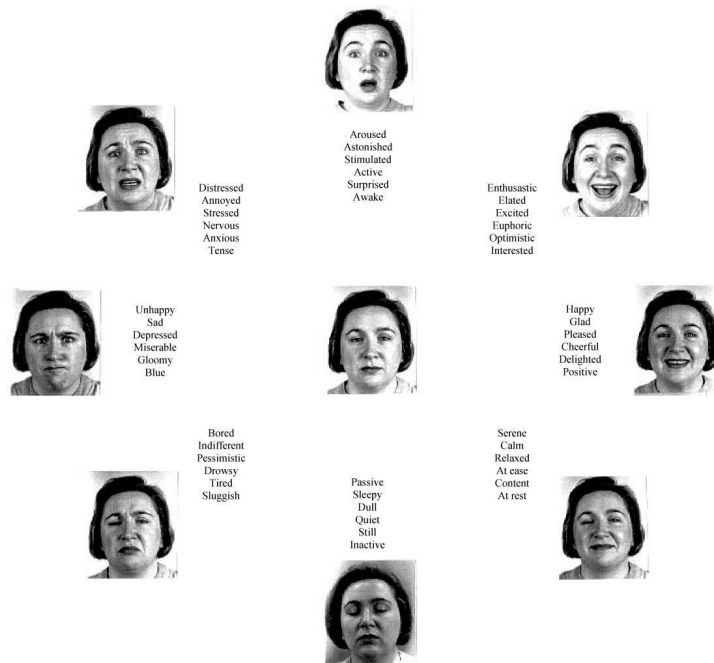 Aroused
Astonished
Stimulated
Active
Surprised
Awake
Distressed
Annoyed
Stressed
Nervous
Anxious
Tense
Enthusastic
Elated
Excited
Euphoric
Optimistic
Interested
Unhappy
Sad
Depressed
Miserable
Gloomy
Blue
Happy
Glad
Pleased
Cheerful
Delighted
Positive
Bored
Indifferent
Pessimistic
Drowsy
Tired
Sluggish
Serene
Calm
Relaxed
At ease
Content
At rest
Passive
Sleepy
Dull
Quiet
Still
Inactive